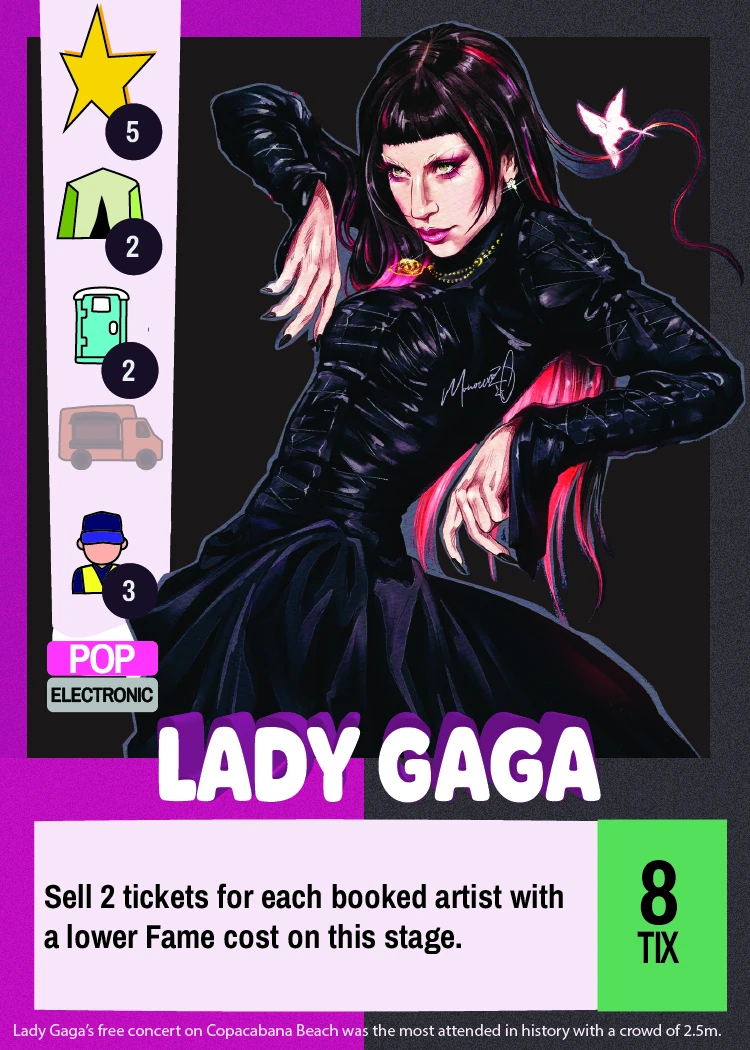 5
2
2
3
POP
ELECTRONIC
LADY GAGA
Sell 2 tickets for each booked artist with
a lower Fame cost on this stage.
8
TIX
Lady Gaga's free concert on Copacabana Beach was the most attended in history with a crowd of 2.5m.